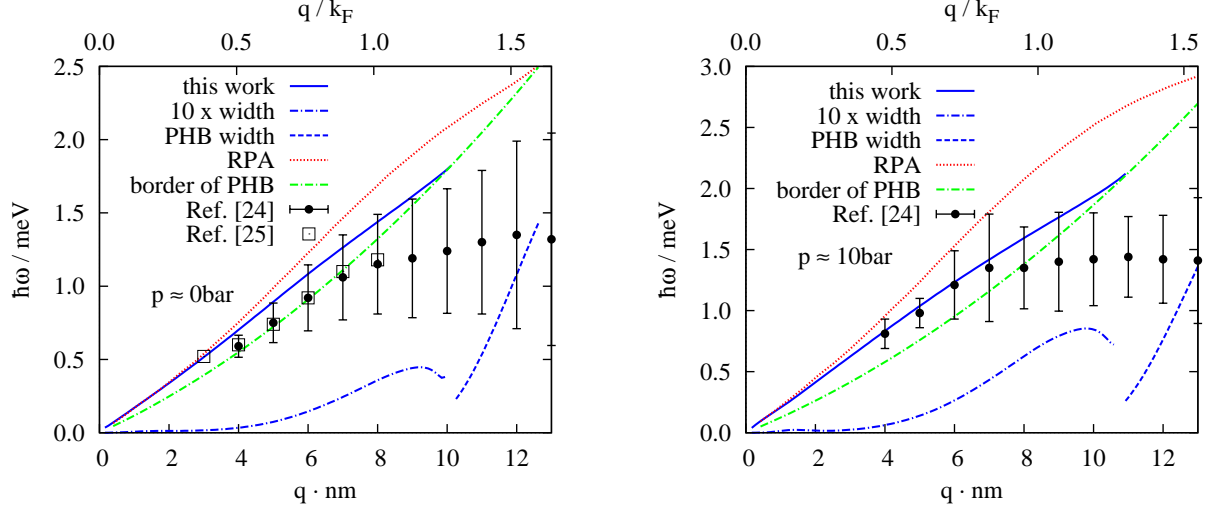 q / k_F
0.0 0.5 1.0 1.5
2.5
2.0
1.5
1.0
0.5
0.0
ħω / meV
this work
10 x width
PHB width
RPA
border of PHB
Ref. [24]
Ref. [25]
p ≈ 0bar
0 2 4 6 8 10 12
q · nm
q / k_F
0.0 0.5 1.0 1.5
3.0
2.5
2.0
1.5
1.0
0.5
0.0
ħω / meV
this work
10 x width
PHB width
RPA
border of PHB
Ref. [24]
p ≈ 10bar
0 2 4 6 8 10 12
q · nm